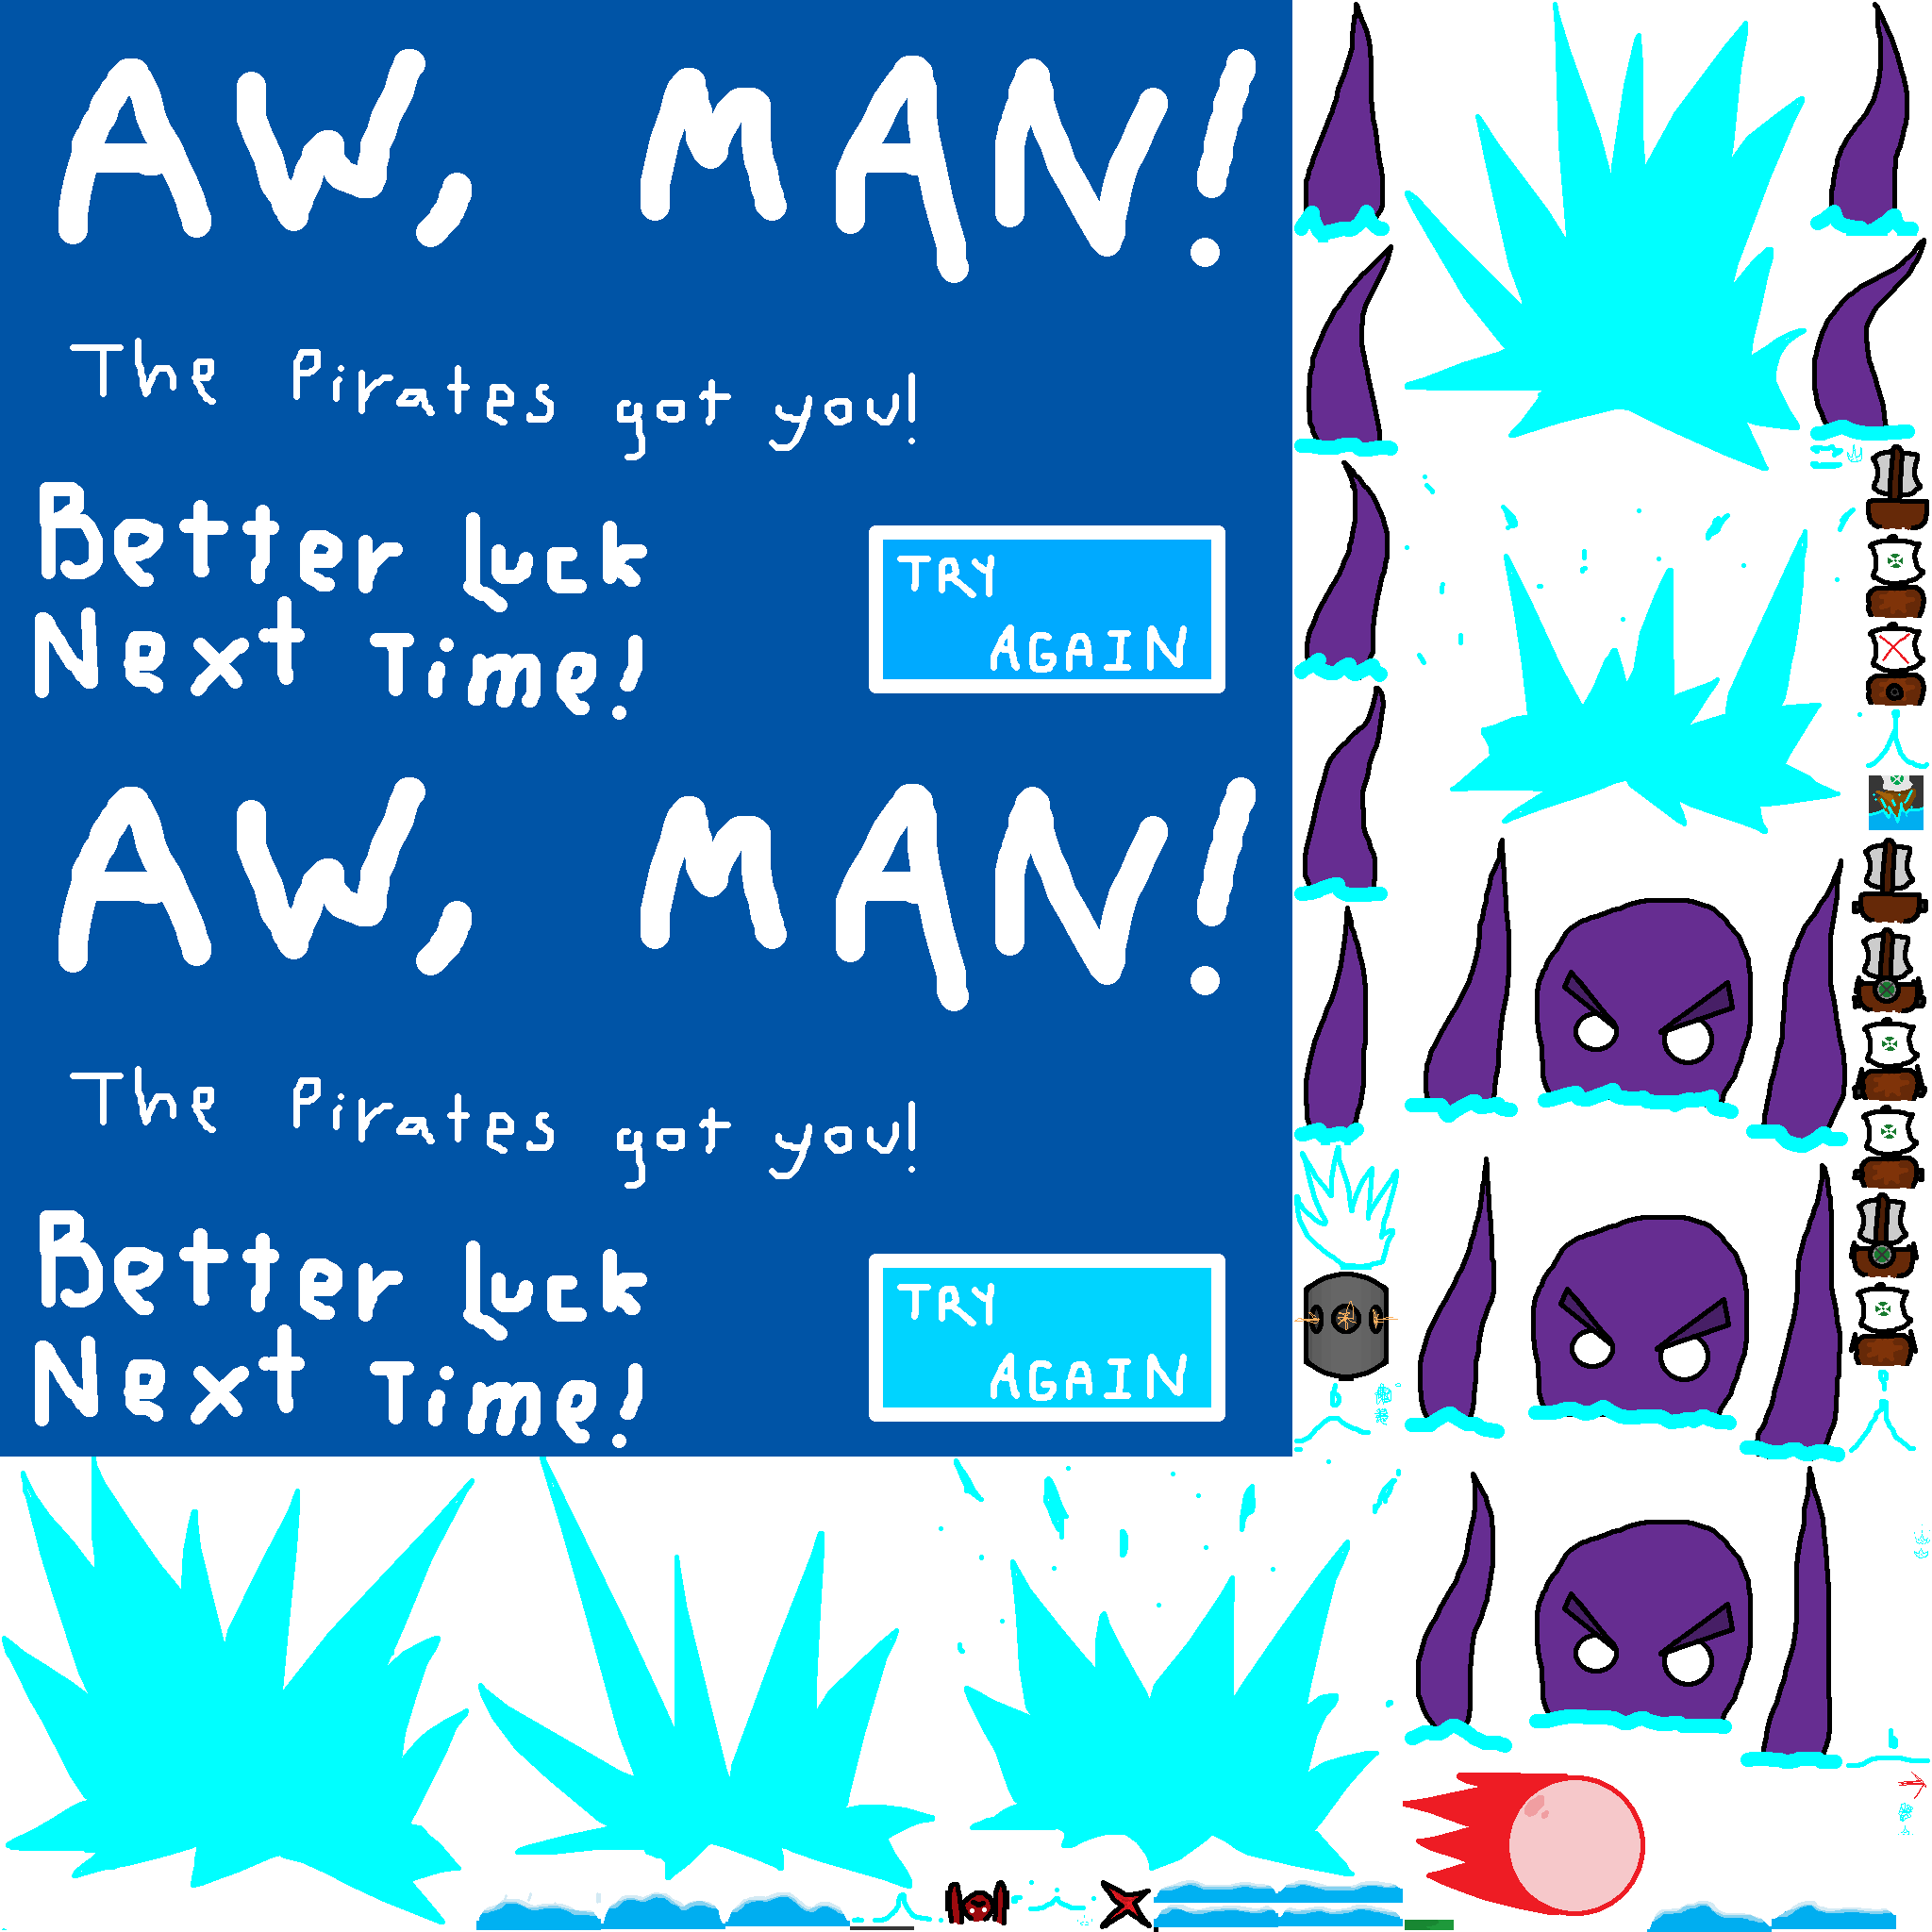 AW, MAN!
The Pirates got you!
Better luck
Next Time!
TRY
AGAIN
AW, MAN!
The Pirates got you!
Better luck
Next Time!
TRY
AGAIN